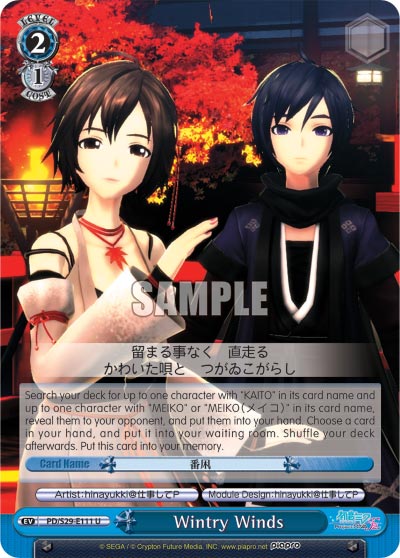 LEVEL
2
1
COST
SAMPLE
留まる事なく　直走る
かわいた唄と　つがゐこがらし
Search your deck for up to one character with "KAITO" in its card name and
up to one character with "MEIKO" or "MEIKO(メイコ)" in its card name,
reveal them to your opponent, and put them into your hand. Choose a card
in your hand, and put it into your waiting room. Shuffle your deck
afterwards. Put this card into your memory.
Card Name 番凩
Artist:hinayukki@仕事してP Module Design:hinayukki@仕事してP
EV PD/S29-E111 U Wintry Winds
© SEGA / © Crypton Future Media, INC. www.piapro.net piapro